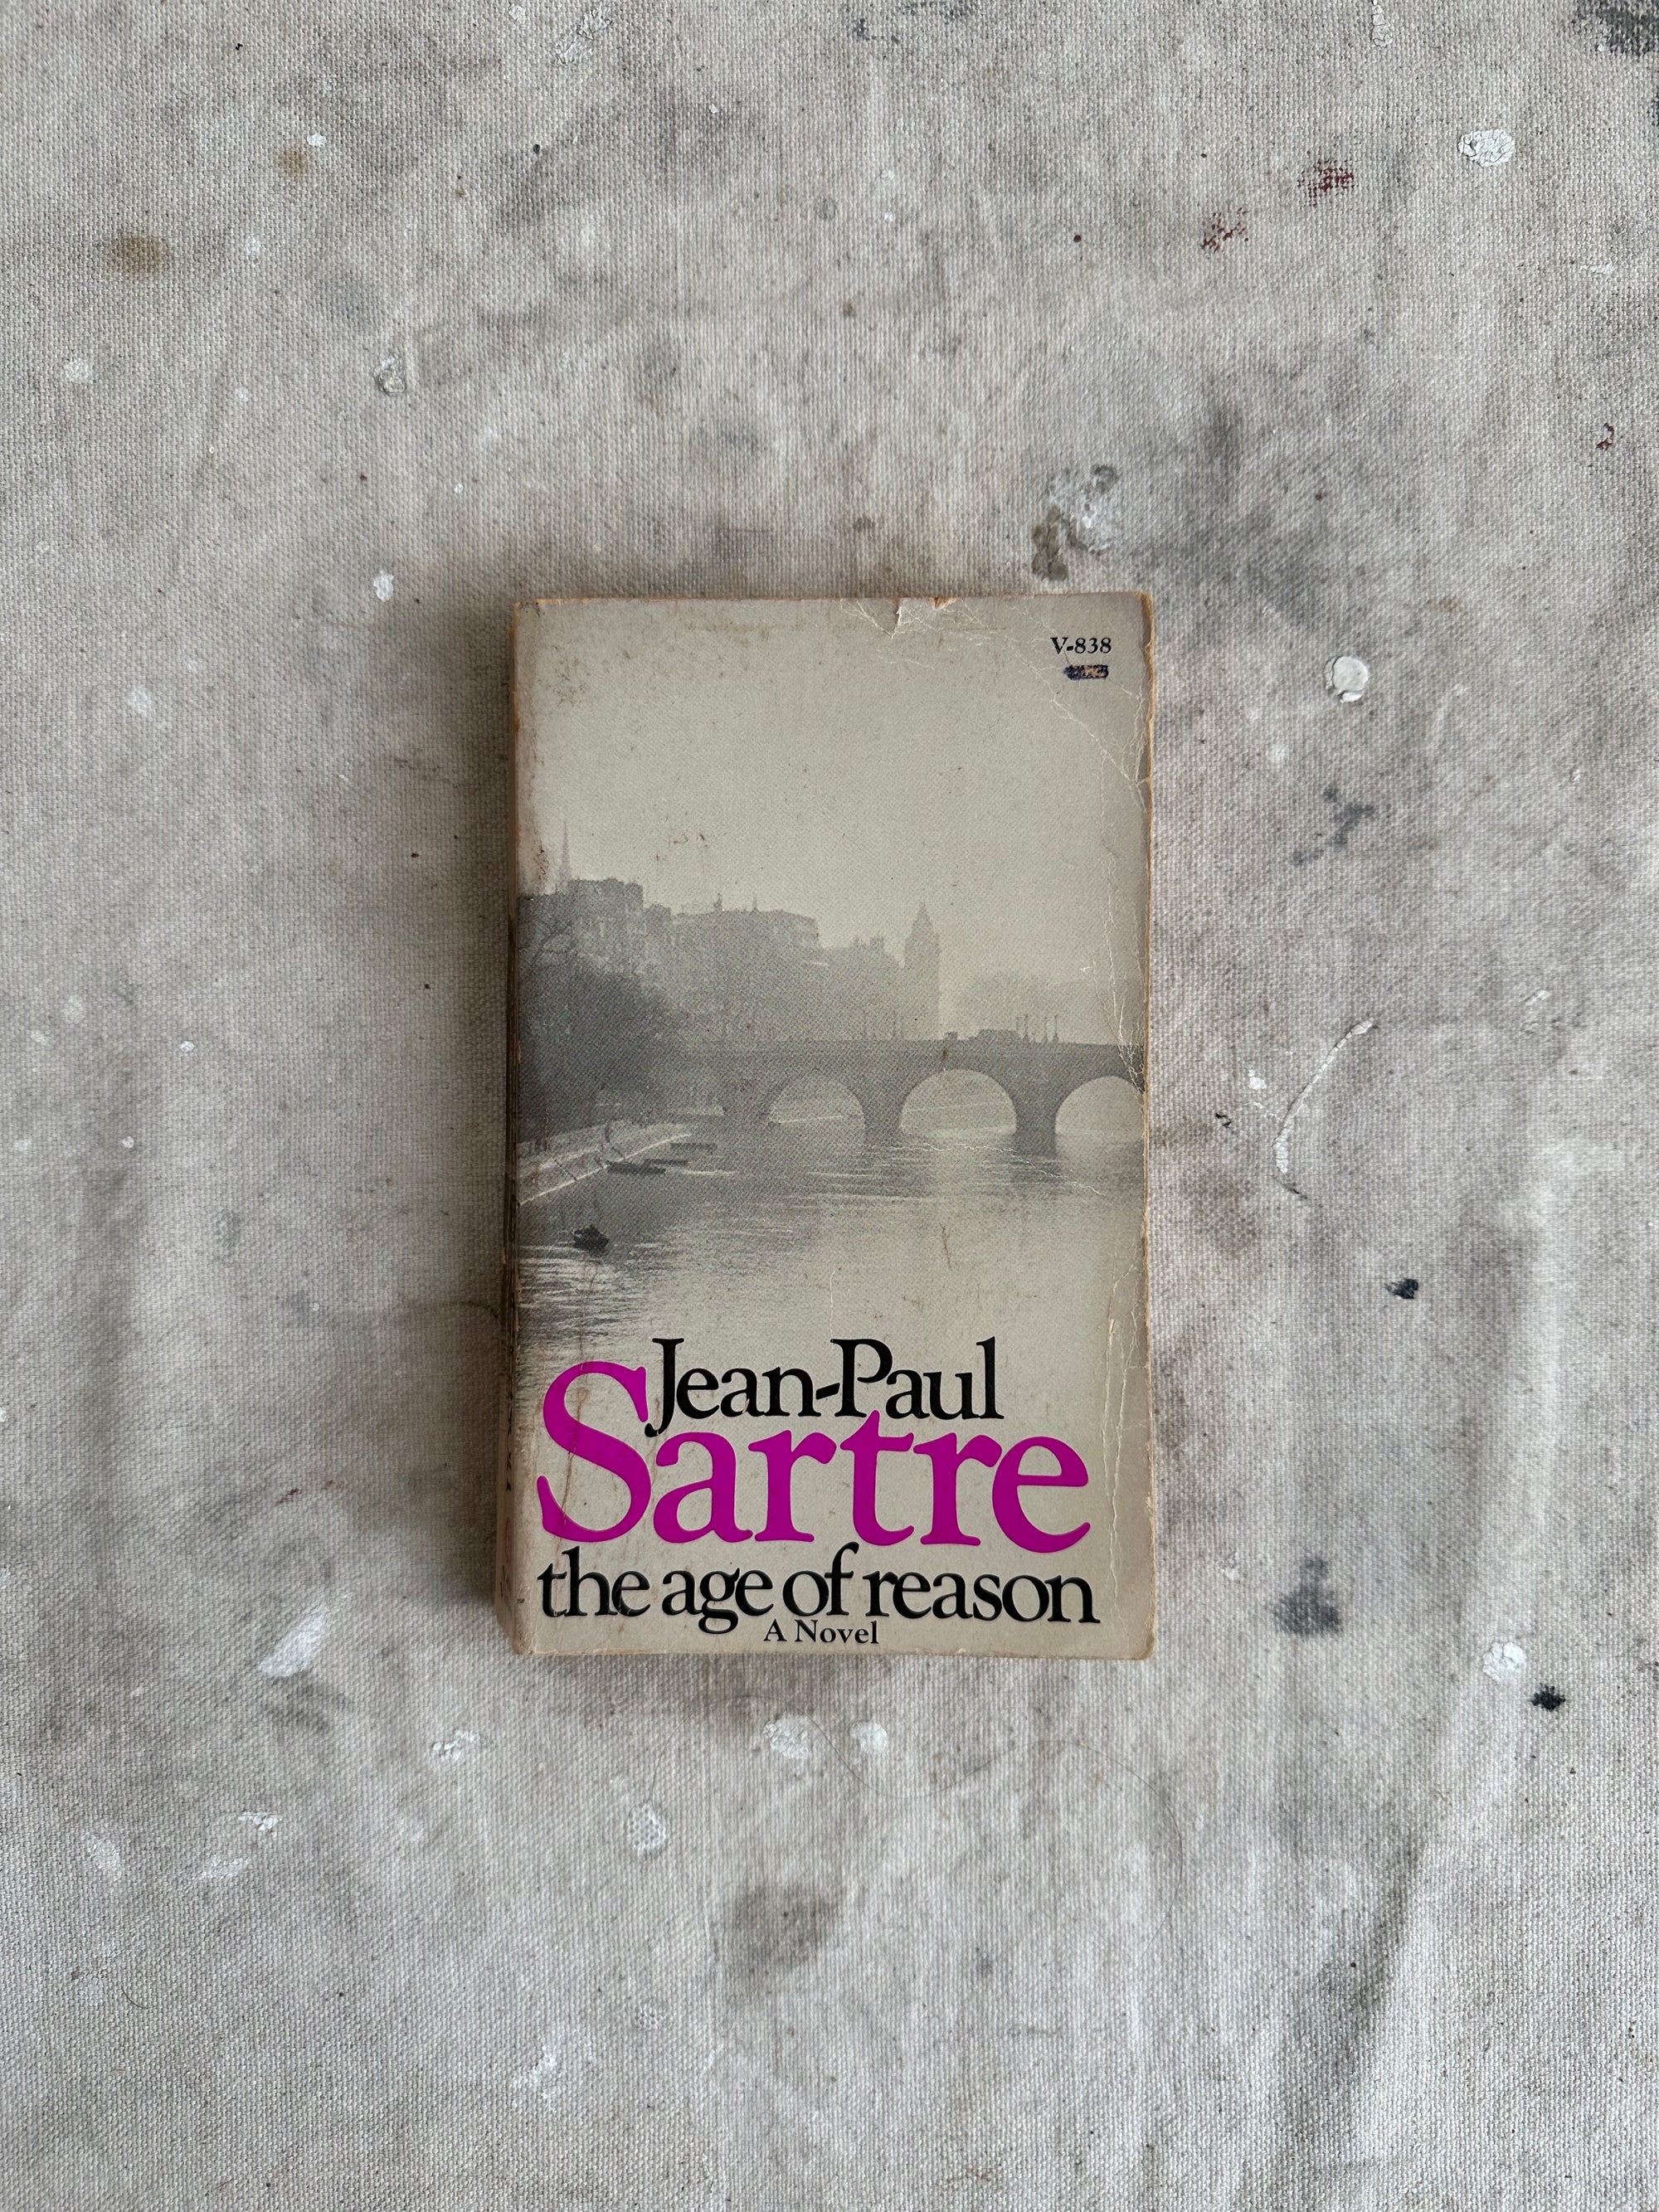 V-838
Jean-Paul
Sartre
the age of reason
A Novel